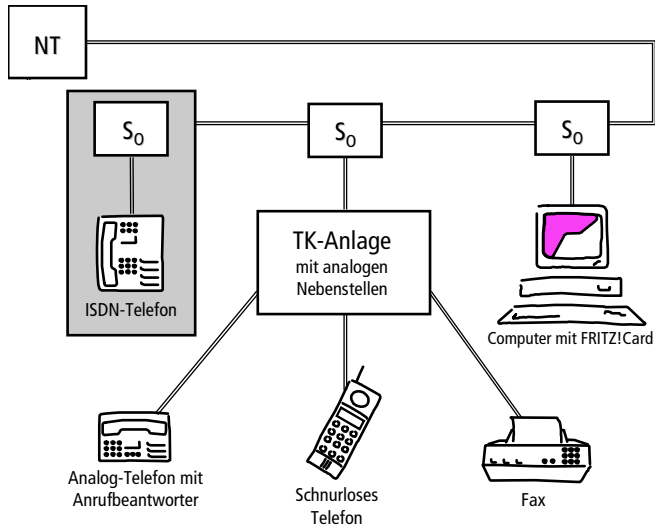 NT
S0
S0
S0
ISDN-Telefon
TK-Anlage
mit analogen
Nebenstellen
Computer mit FRITZ!Card
Analog-Telefon mit
Anrufbeantworter
Schnurloses
Telefon
Fax